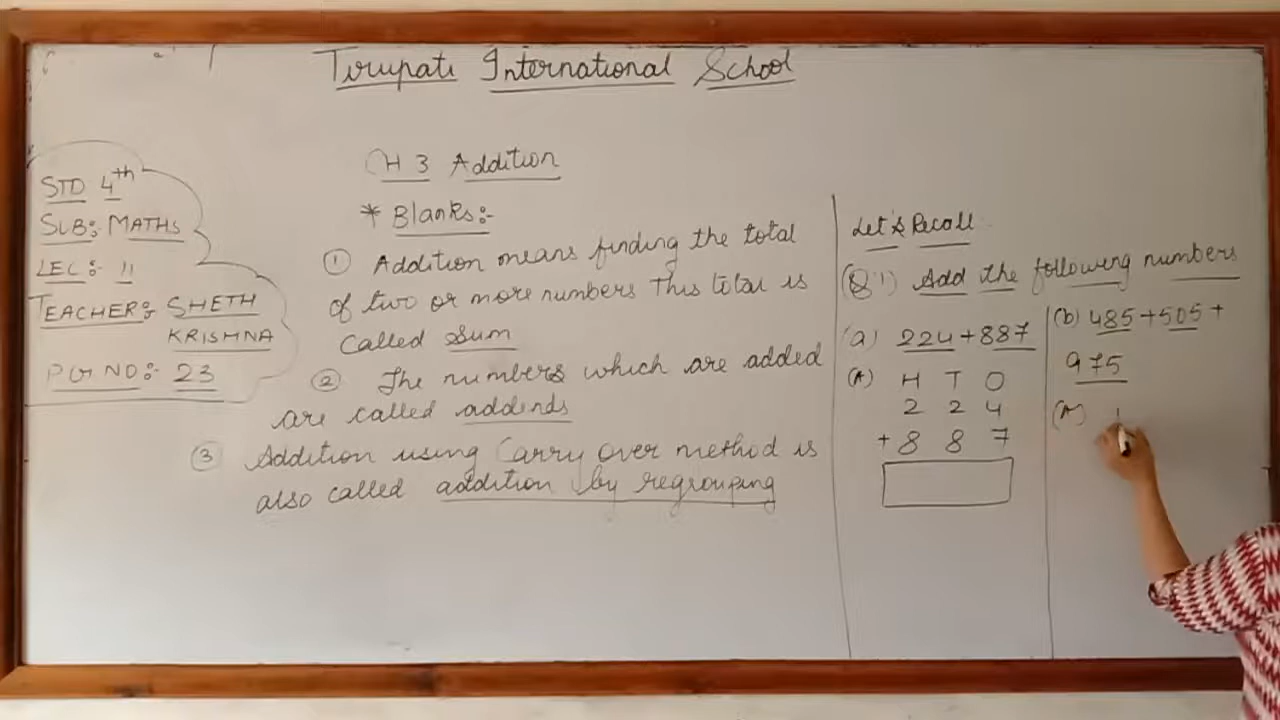 Tirupati International School
STD 4th
SUB:- MATHS
LEC:- 11
TEACHER:- SHETH
KRISHNA
PG NO:- 23
CH 3 Addition
* Blanks:-
① Addition means finding the total
of two or more numbers This total is
called Sum
② The numbers which are added
are called addends
③ Addition using Carry Over method is
also called addition by regrouping
Let's Recall
(Q 1) Add the following numbers
(a) 224+887
(A) H T O
2 2 4
+ 8 8 7
(b) 485+505+
975
(A)